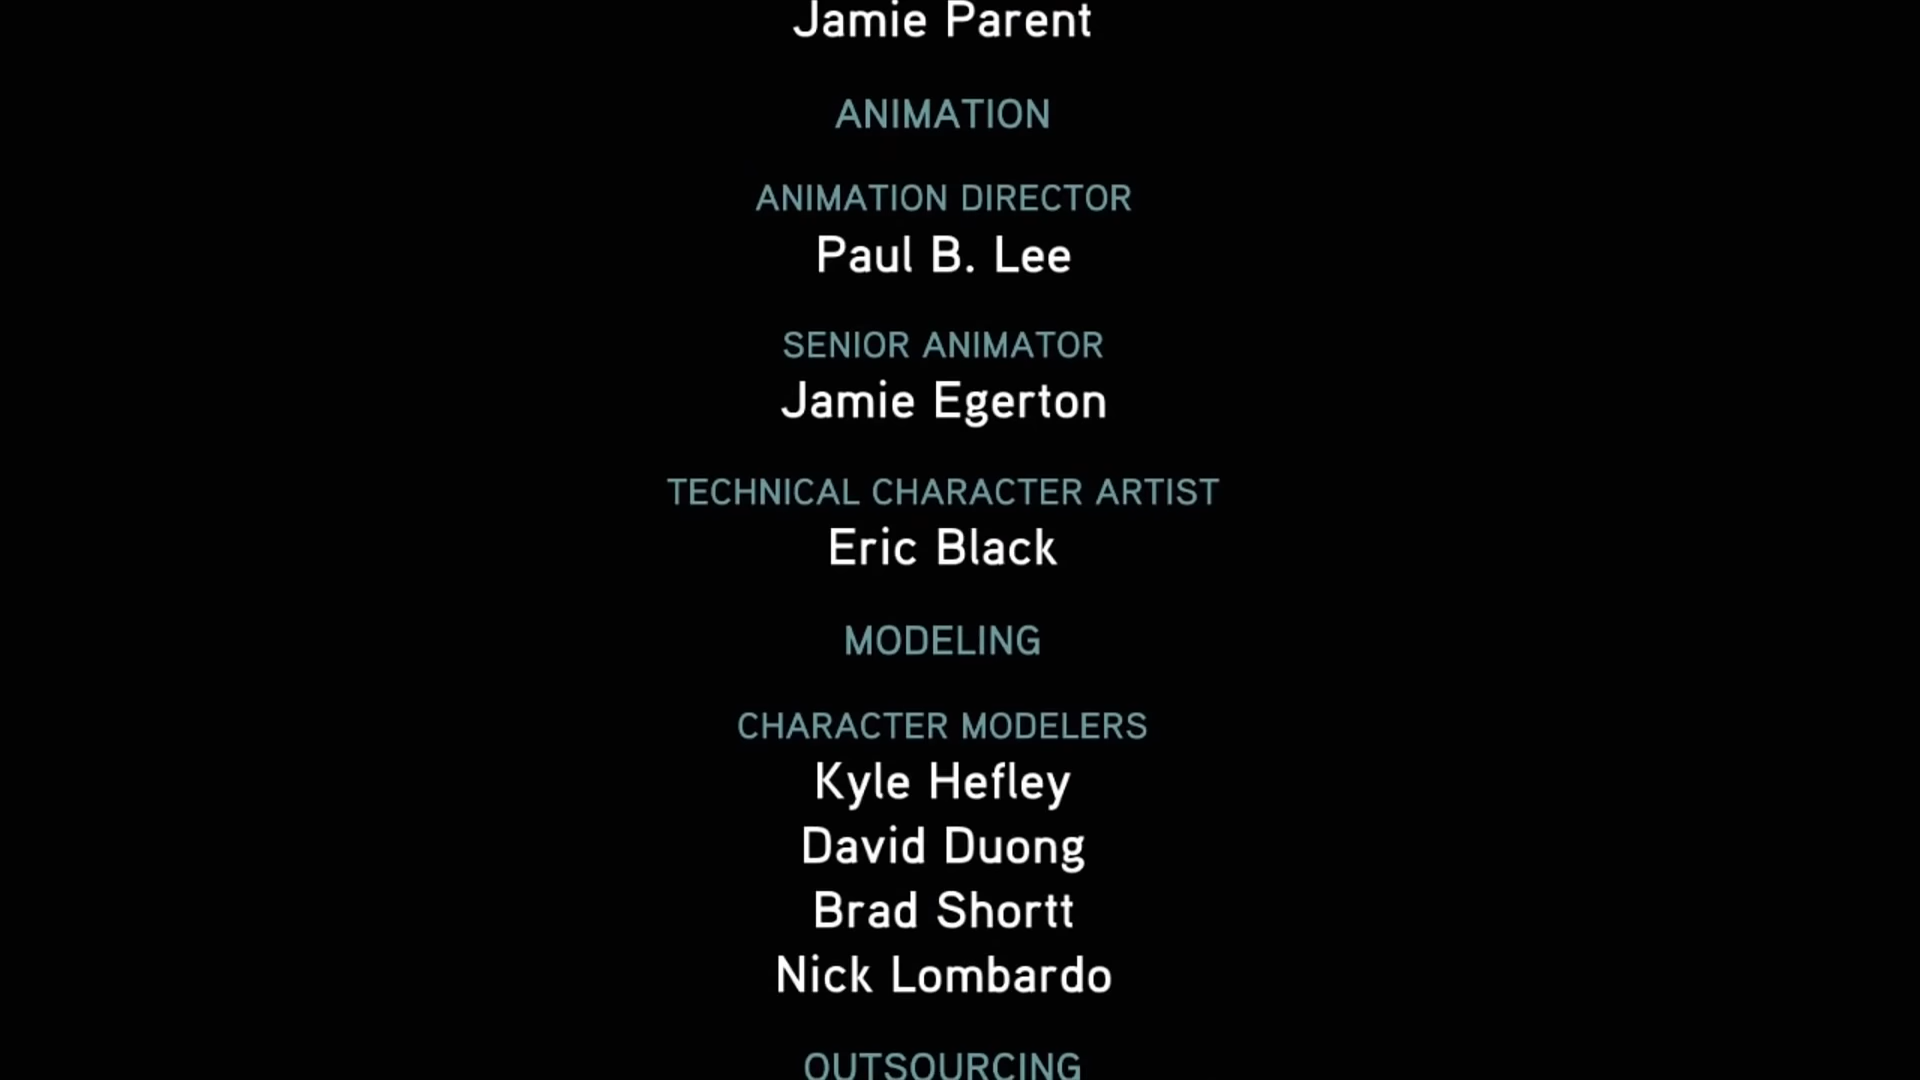 Jamie Parent
ANIMATION
ANIMATION DIRECTOR
Paul B. Lee
SENIOR ANIMATOR
Jamie Egerton
TECHNICAL CHARACTER ARTIST
Eric Black
MODELING
CHARACTER MODELERS
Kyle Hefley
David Duong
Brad Shortt
Nick Lombardo
OUTSOURCING